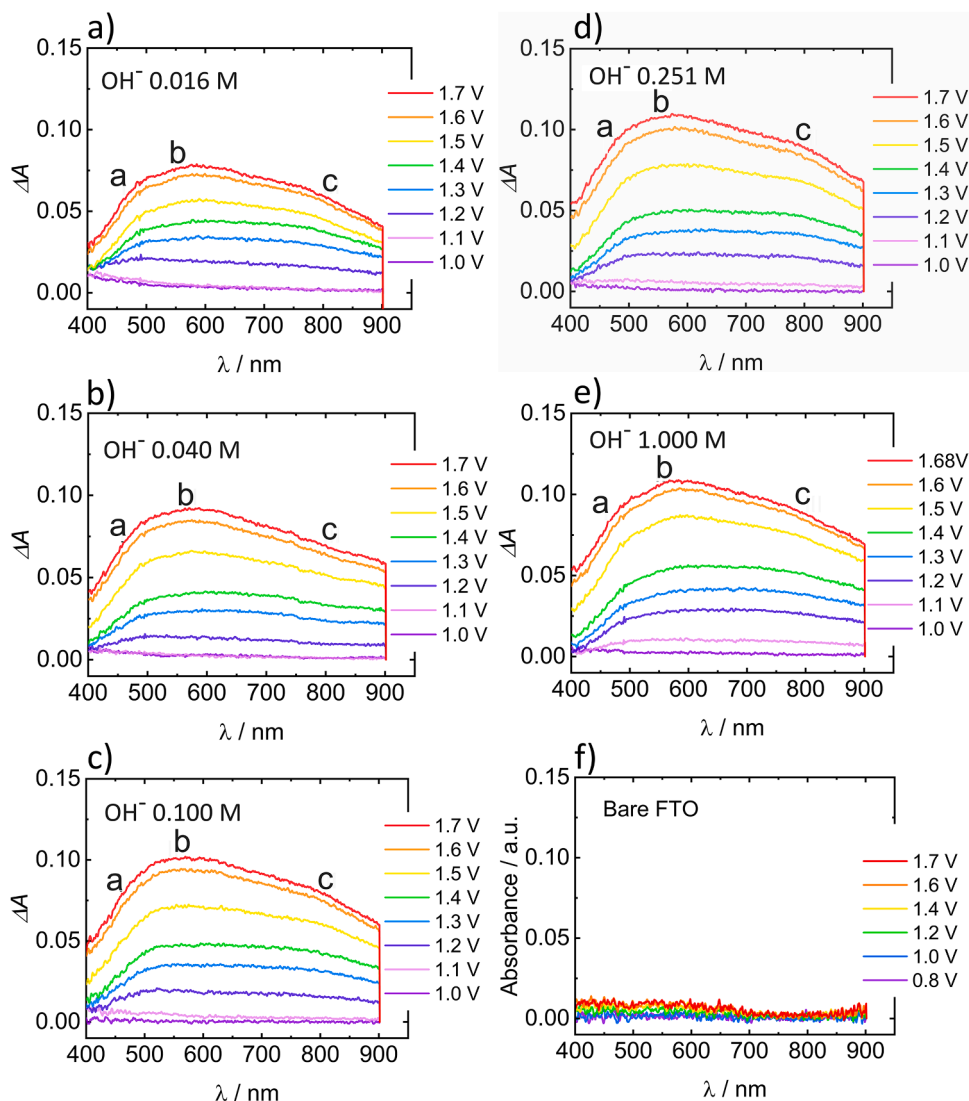 a)
0.15
0.10
0.05
0.00
ΔA
OH⁻ 0.016 M
a
b
c
1.7 V
1.6 V
1.5 V
1.4 V
1.3 V
1.2 V
1.1 V
1.0 V
400 500 600 700 800 900
λ / nm
d)
0.15
0.10
0.05
0.00
ΔA
OH⁻ 0.251 M
a
b
c
1.7 V
1.6 V
1.5 V
1.4 V
1.3 V
1.2 V
1.1 V
1.0 V
400 500 600 700 800 900
λ / nm
b)
0.15
0.10
0.05
0.00
ΔA
OH⁻ 0.040 M
a
b
c
1.7 V
1.6 V
1.5 V
1.4 V
1.3 V
1.2 V
1.1 V
1.0 V
400 500 600 700 800 900
λ / nm
e)
0.15
0.10
0.05
0.00
ΔA
OH⁻ 1.000 M
a
b
c
1.68V
1.6 V
1.5 V
1.4 V
1.3 V
1.2 V
1.1 V
1.0 V
400 500 600 700 800 900
λ / nm
c)
0.15
0.10
0.05
0.00
ΔA
OH⁻ 0.100 M
a
b
c
1.7 V
1.6 V
1.5 V
1.4 V
1.3 V
1.2 V
1.1 V
1.0 V
400 500 600 700 800 900
λ / nm
f)
0.15
0.10
0.05
0.00
Absorbance / a.u.
Bare FTO
1.7 V
1.6 V
1.4 V
1.2 V
1.0 V
0.8 V
400 500 600 700 800 900
λ / nm